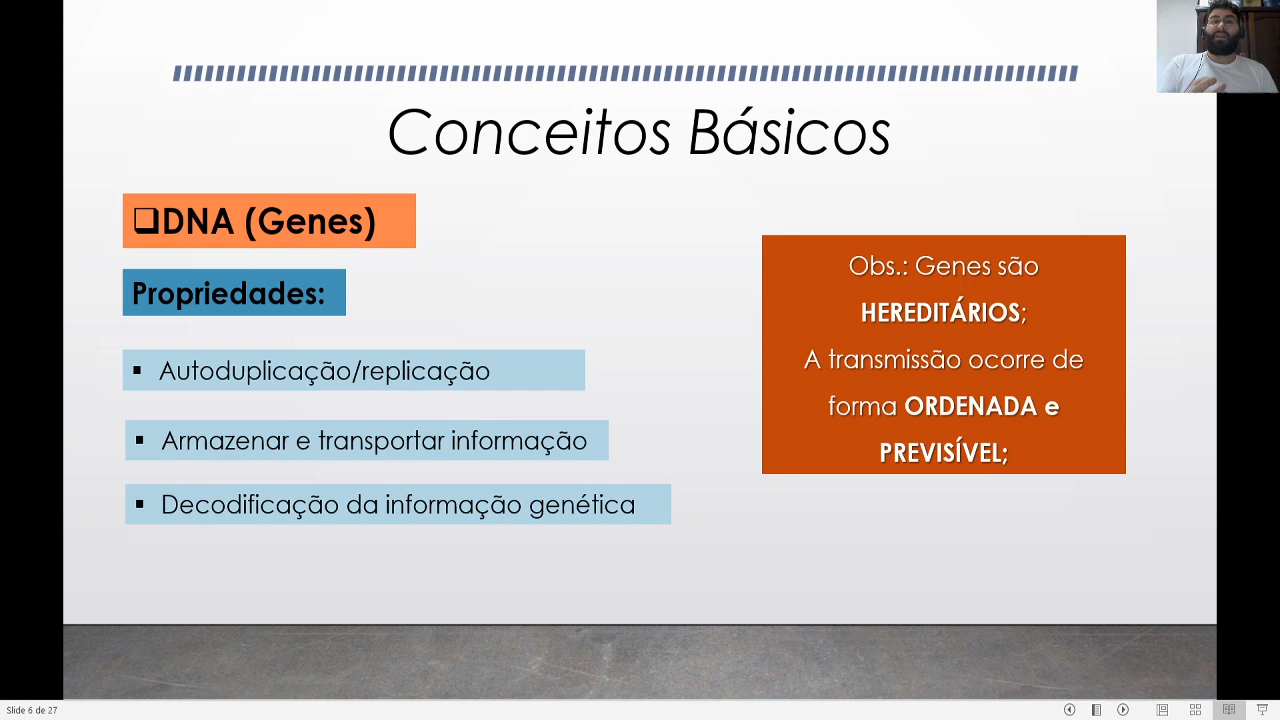 Conceitos Básicos
❑DNA (Genes)
Propriedades:
▪ Autoduplicação/replicação
▪ Armazenar e transportar informação
▪ Decodificação da informação genética
Obs.: Genes são
HEREDITÁRIOS;
A transmissão ocorre de
forma ORDENADA e
PREVISÍVEL;
Slide 6 de 27